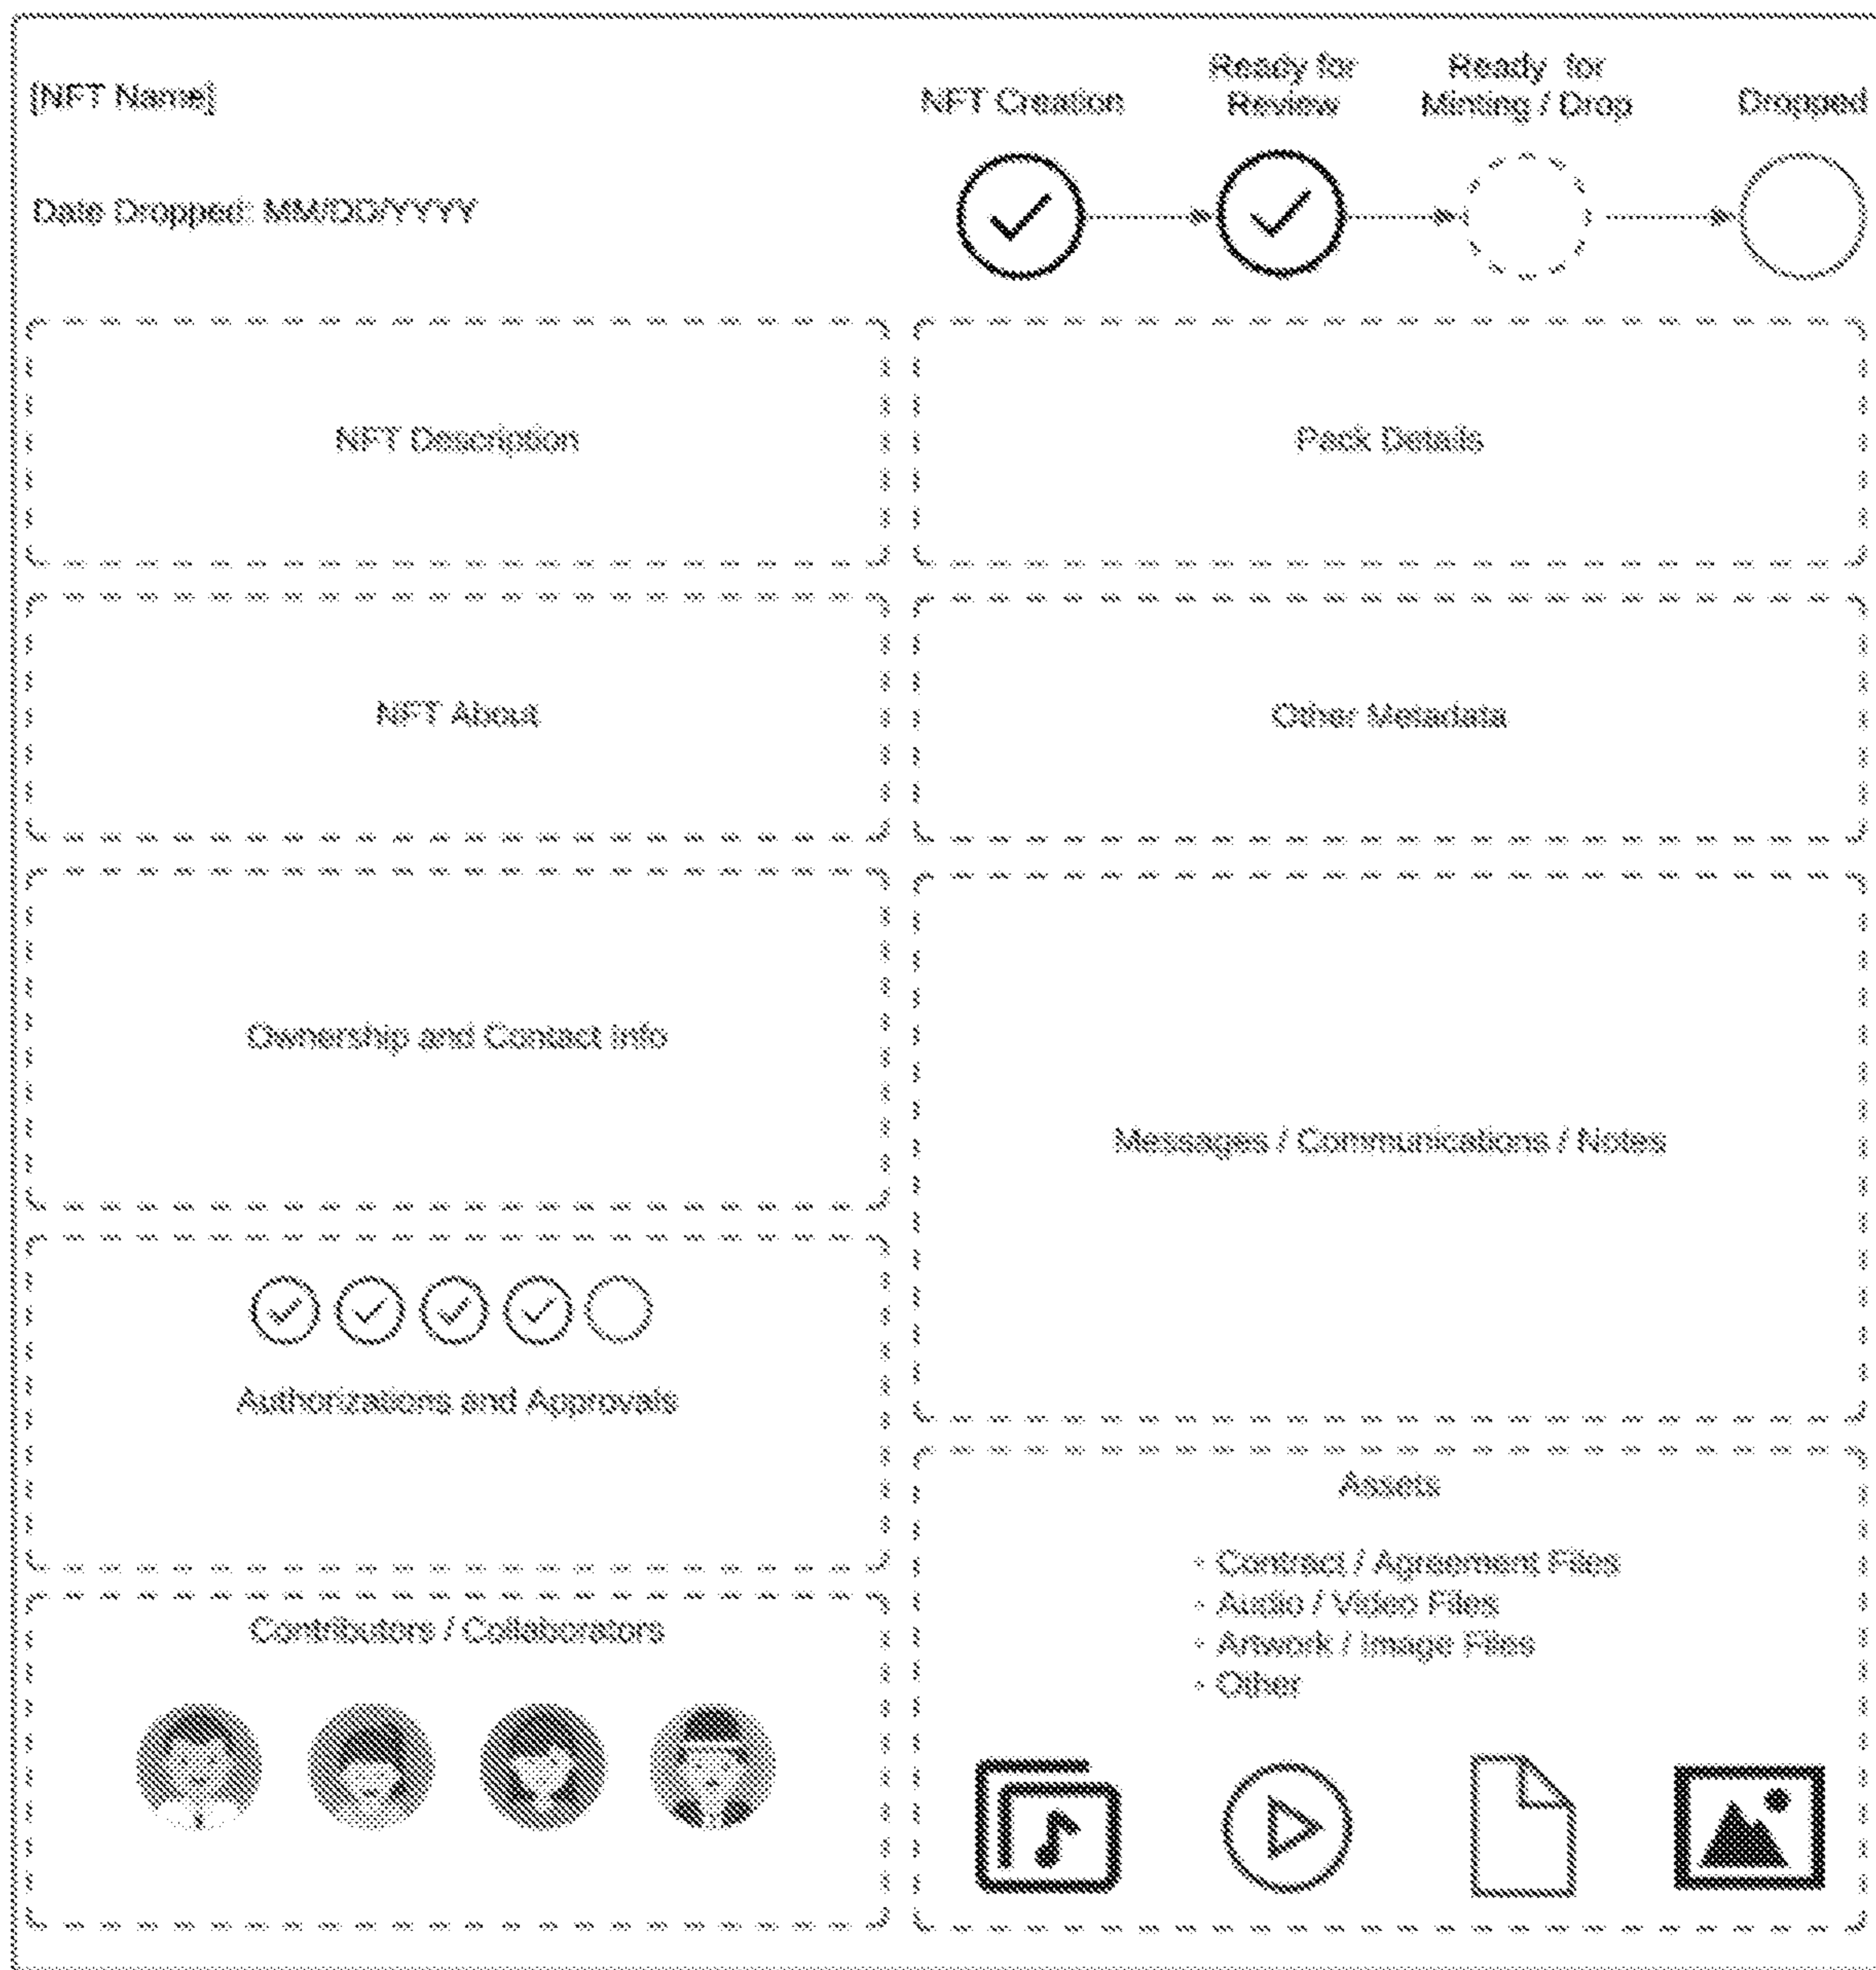 [NFT Name]
Date Dropped: MM/DD/YYYY
NFT Creation
Ready for
Review
Ready for
Minting / Drop
Dropped
NFT Description
Pack Details
NFT About
Other Metadata
Ownership and Contact Info
Messages / Communications / Notes
Authorizations and Approvals
Contributors / Collaborators
Assets
• Contract / Agreement Files
• Audio / Video Files
• Artwork / Image Files
• Other